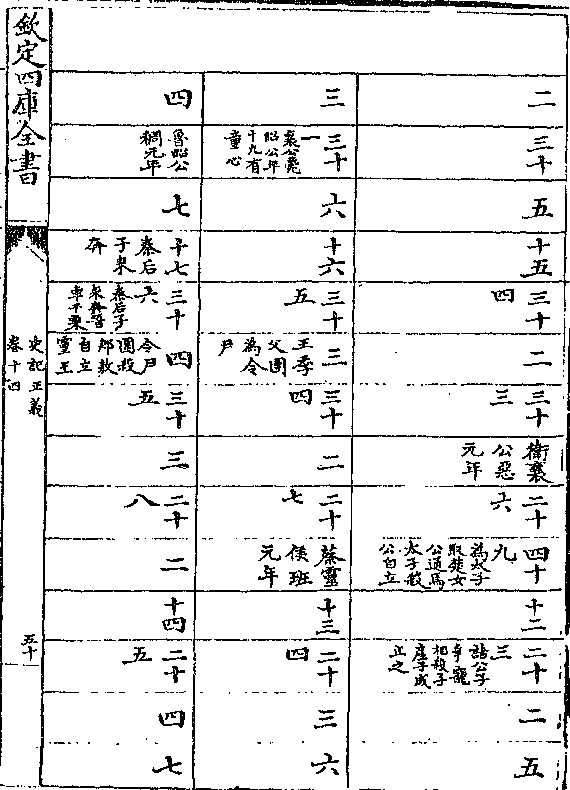 二
三十
五
十五
三十
四
二
三十
三
衛襄
公惡
元年
二十
六
四十
九
為太子
取楚女
公通焉
太子殺
公自立
十二
二十
三
諸公子
爭寵
相殺子
產子成
止之
二
五
三
三十
一
襄公薨
昭公年
十九有
童心
六
十六
三十
五
三
王季
父圍
為令
尹
三十
四
二
二十
七
蔡靈
侯班
元年
十三
二十
四
三
六
四
魯昭公
稠元年
七
十七
秦后
子來
奔
三十
六
秦后子
來奔晉
車千乘
四
令尹
圍殺
郟敖
自立
靈王
三十
五
三
二十
八
二
十四
二十
五
四
七
欽定四庫全書
史記正義
卷十四
五十